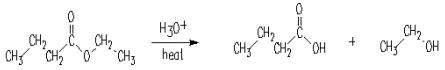 O
CH₂ C CH₂
CH₃ CH₂ O CH₃
H₃O⁺
heat
O
CH₂ C
CH₃ CH₂ OH
+
CH₂
CH₃ OH